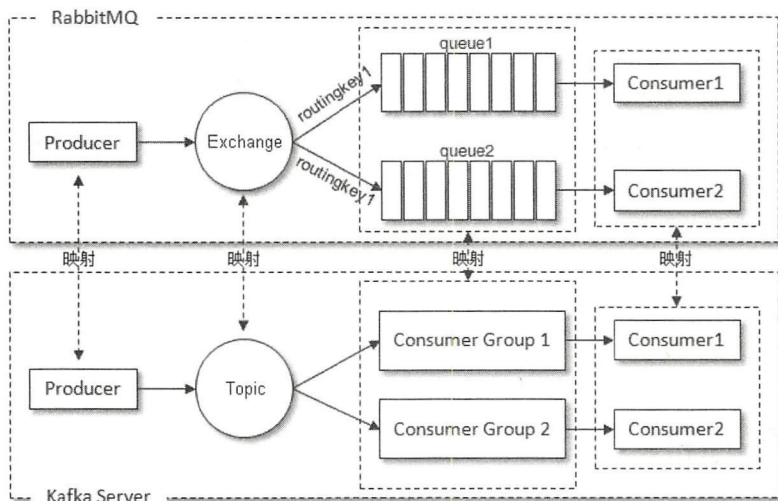 RabbitMQ
queue1
routingkey1
Consumer1
Producer
Exchange
queue2
routingkey1
Consumer2
映射
映射
映射
映射
Consumer Group 1
Consumer1
Producer
Topic
Consumer Group 2
Consumer2
Kafka Server